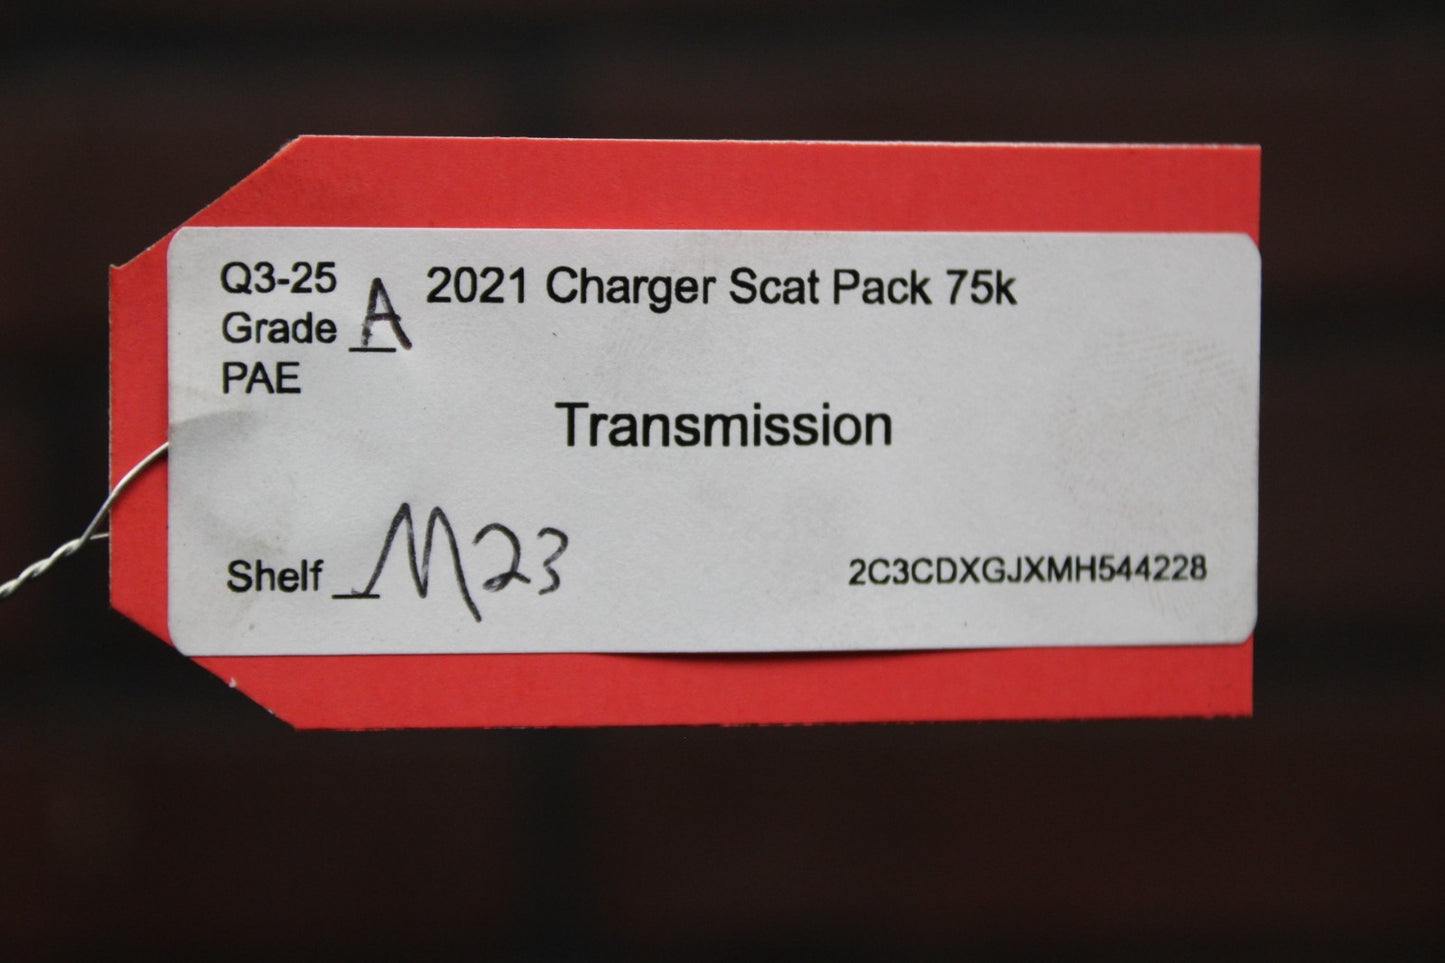 Q3-25
Grade A
PAE
2021 Charger Scat Pack 75k
Transmission
Shelf M23
2C3CDXGJXMH544228